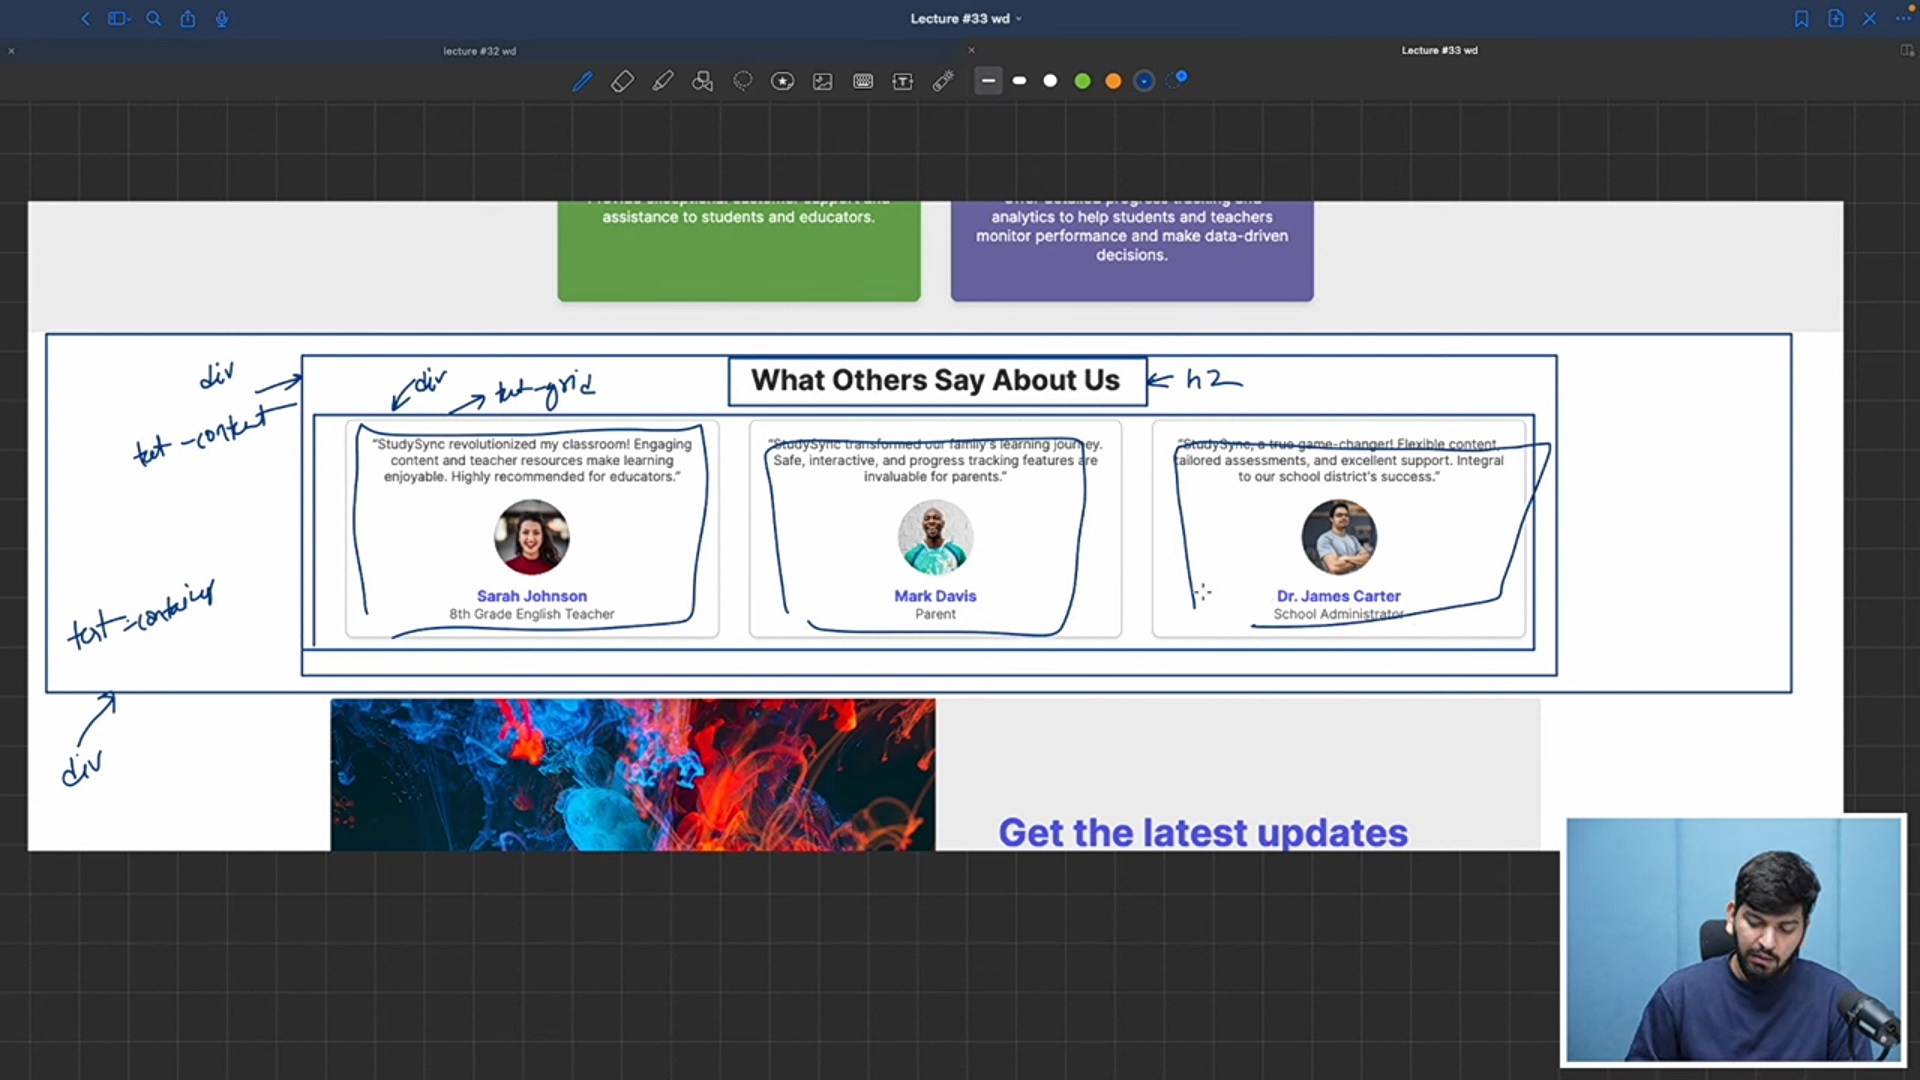 Lecture #33 wd
lecture #32 wd
Lecture #33 wd
assistance to students and educators.
analytics to help students and teachers
monitor performance and make data-driven
decisions.
div
div
test-grid
What Others Say About Us
h2
test-content
"StudySync revolutionized my classroom! Engaging
content and teacher resources make learning
enjoyable. Highly recommended for educators."
Sarah Johnson
8th Grade English Teacher
"StudySync transformed our family's learning journey.
Safe, interactive, and progress tracking features are
invaluable for parents."
Mark Davis
Parent
"StudySync, a true game-changer! Flexible content,
tailored assessments, and excellent support. Integral
to our school district's success."
Dr. James Carter
School Administrator
test-container
div
Get the latest updates